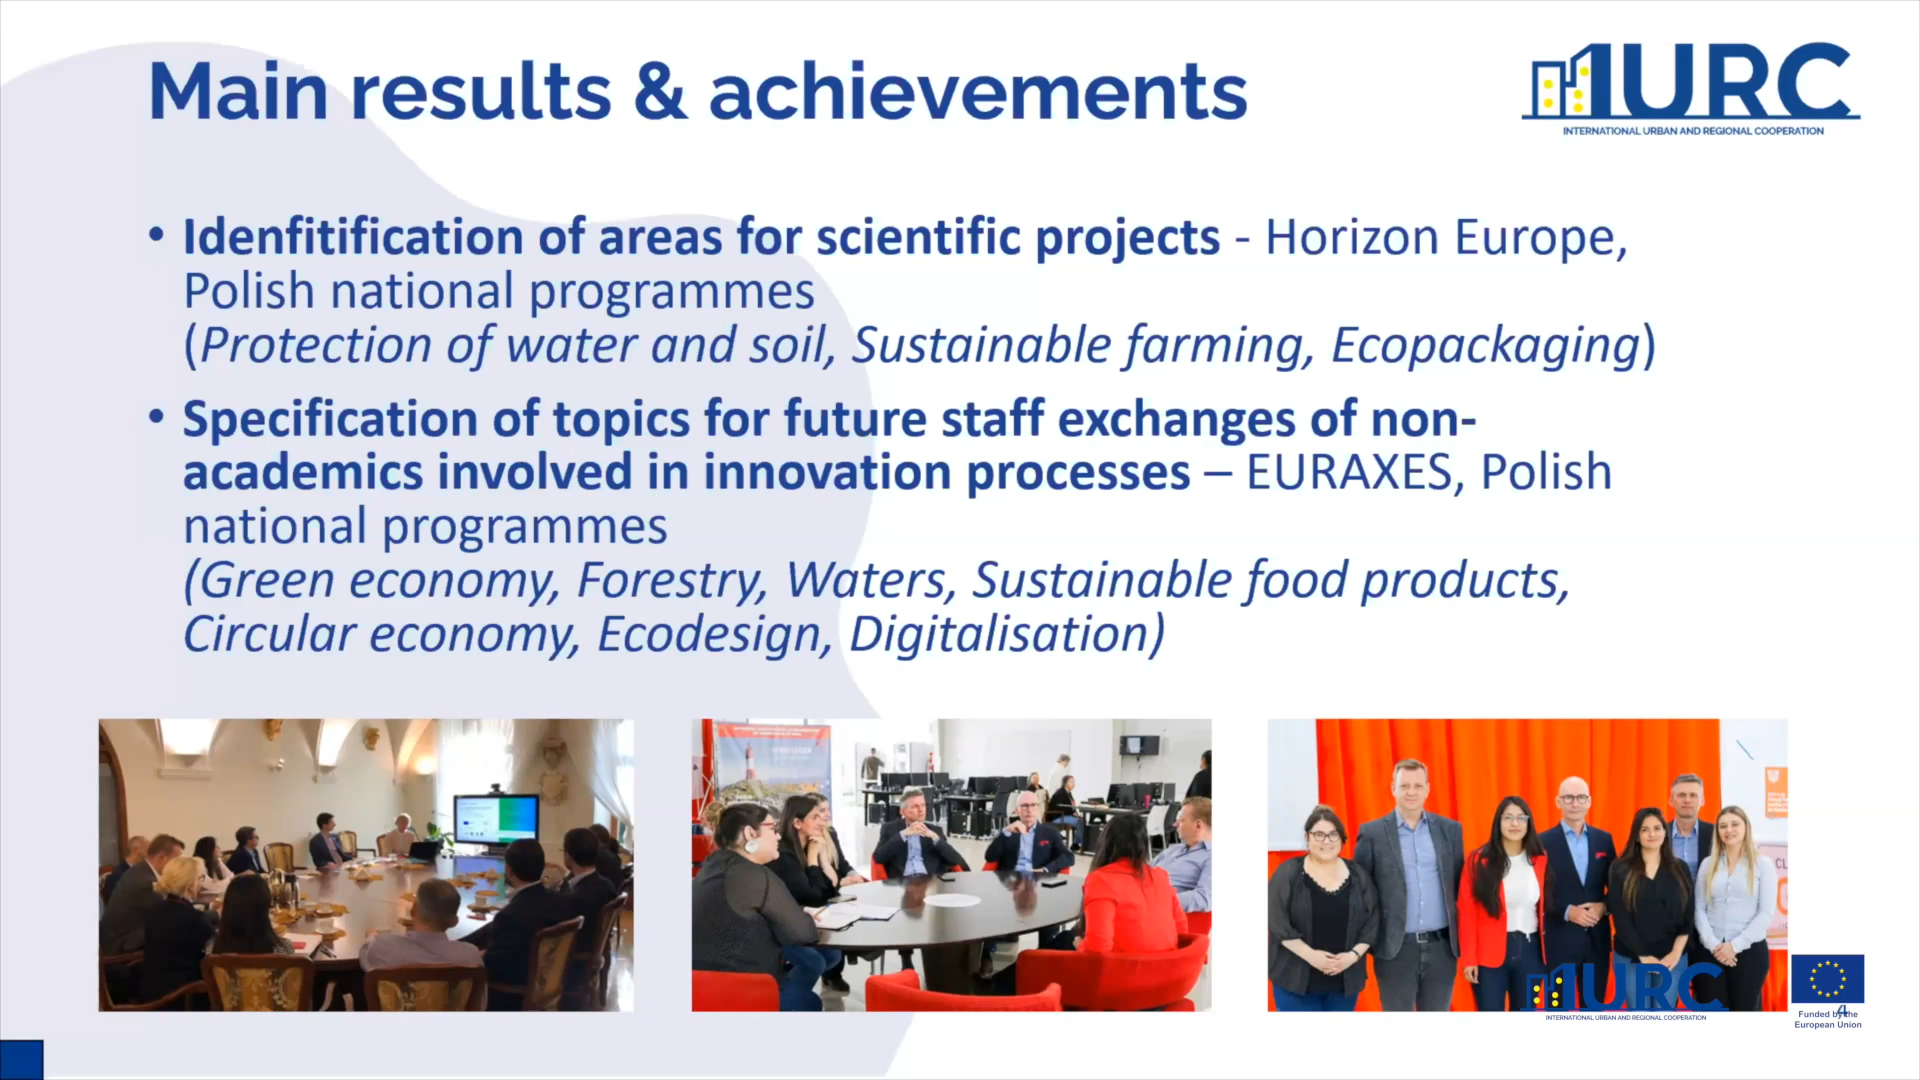 Main results & achievements
IURC
INTERNATIONAL URBAN AND REGIONAL COOPERATION
• Idenfitification of areas for scientific projects - Horizon Europe,
Polish national programmes
(Protection of water and soil, Sustainable farming, Ecopackaging)
• Specification of topics for future staff exchanges of non-
academics involved in innovation processes – EURAXES, Polish
national programmes
(Green economy, Forestry, Waters, Sustainable food products,
Circular economy, Ecodesign, Digitalisation)
IURC
INTERNATIONAL URBAN AND REGIONAL COOPERATION
4
Funded by the
European Union